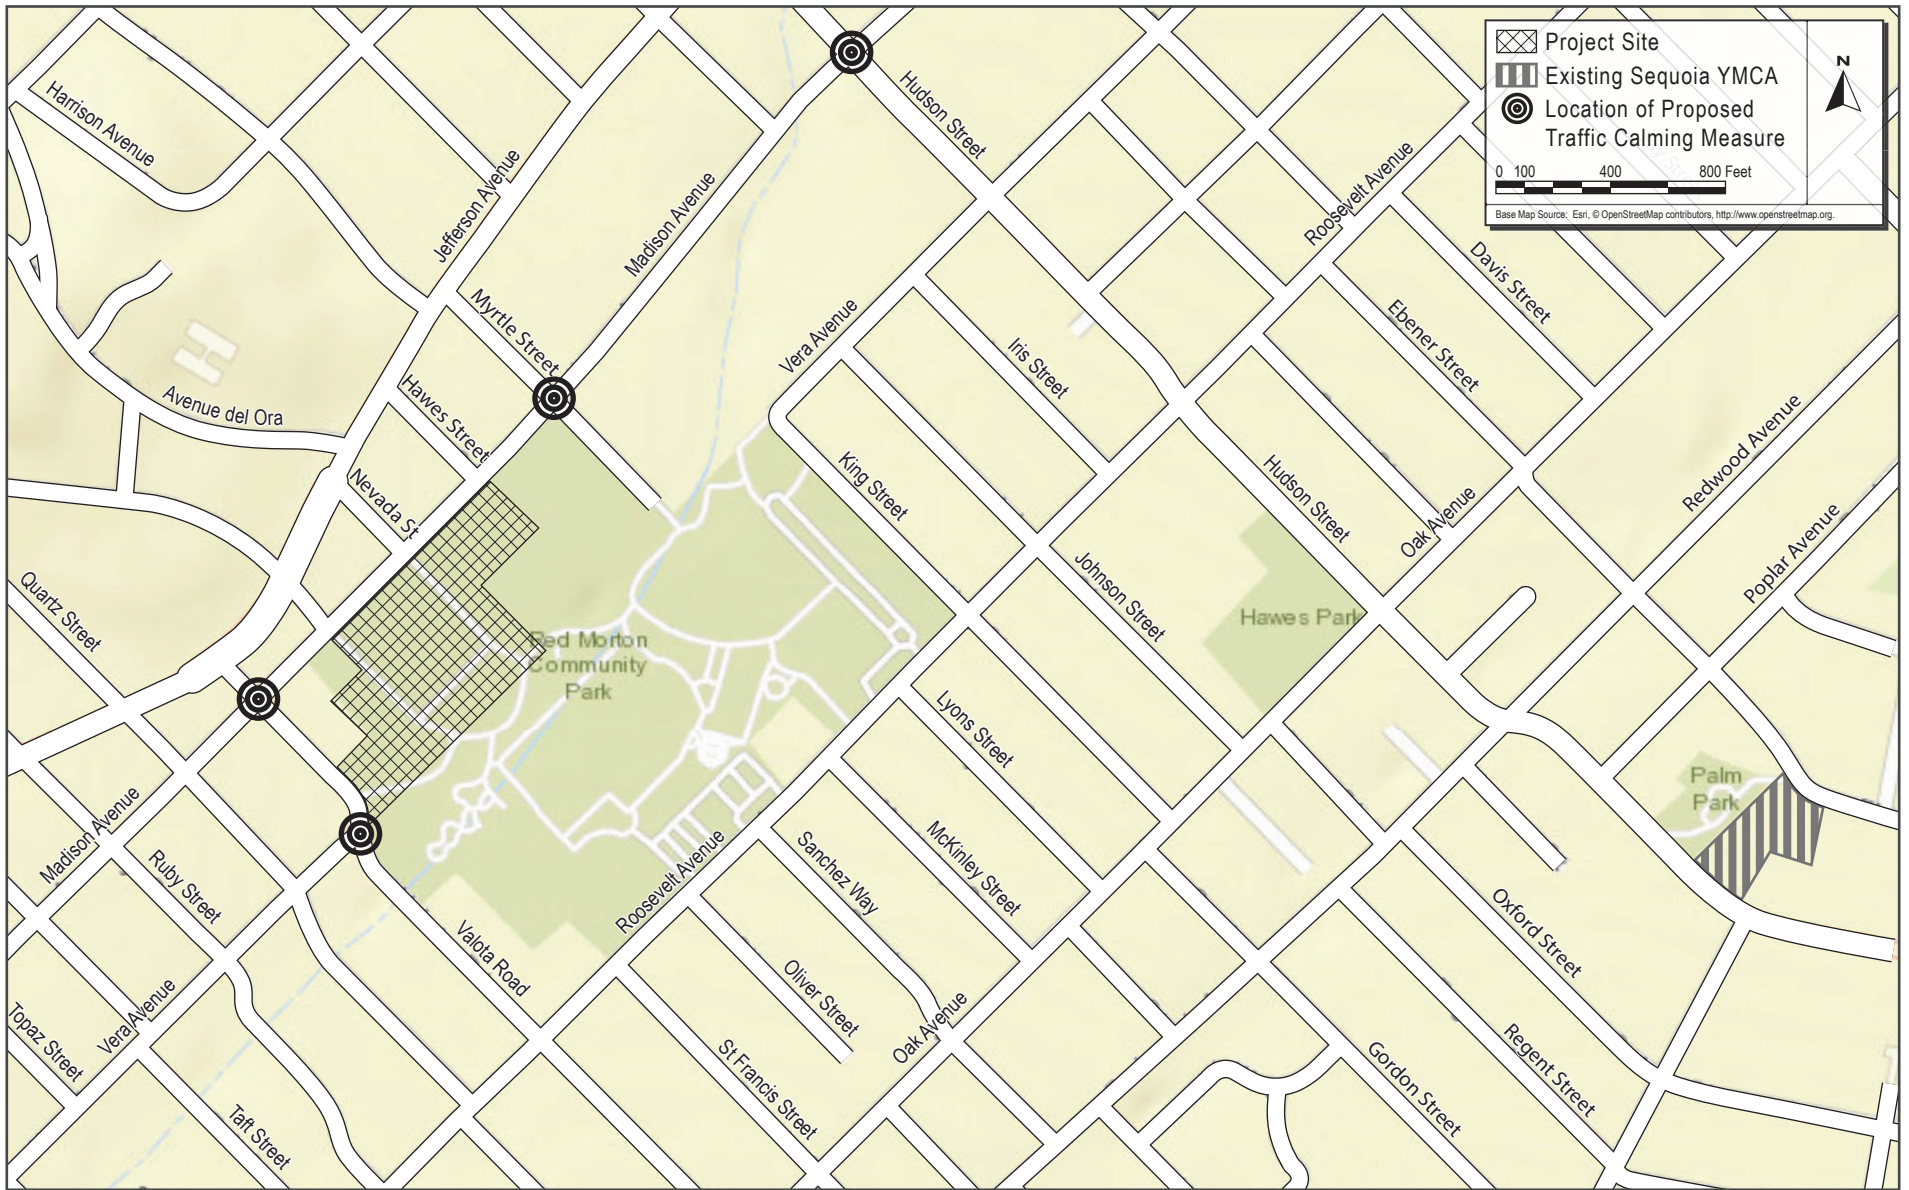 Project Site
Existing Sequoia YMCA
Location of Proposed
Traffic Calming Measure
N
0 100 400 800 Feet
Base Map Source: Esri, © OpenStreetMap contributors, http://www.openstreetmap.org.
Harrison Avenue
Hudson Street
Jefferson Avenue
Madison Avenue
Roosevelt Avenue
Davis Street
Myrtle Street
Vera Avenue
Iris Street
Ebener Street
Avenue del Ora
Hawes Street
Nevada St
King Street
Hudson Street
Oak Avenue
Redwood Avenue
Poplar Avenue
Quartz Street
Johnson Street
Hawes Park
Red Morton
Community
Park
Lyons Street
Palm
Park
Madison Avenue
Ruby Street
Roosevelt Avenue
Sanchez Way
McKinley Street
Oxford Street
Valota Road
Oliver Street
Oak Avenue
Vera Avenue
Topaz Street
Taft Street
St Francis Street
Gordon Street
Regent Street